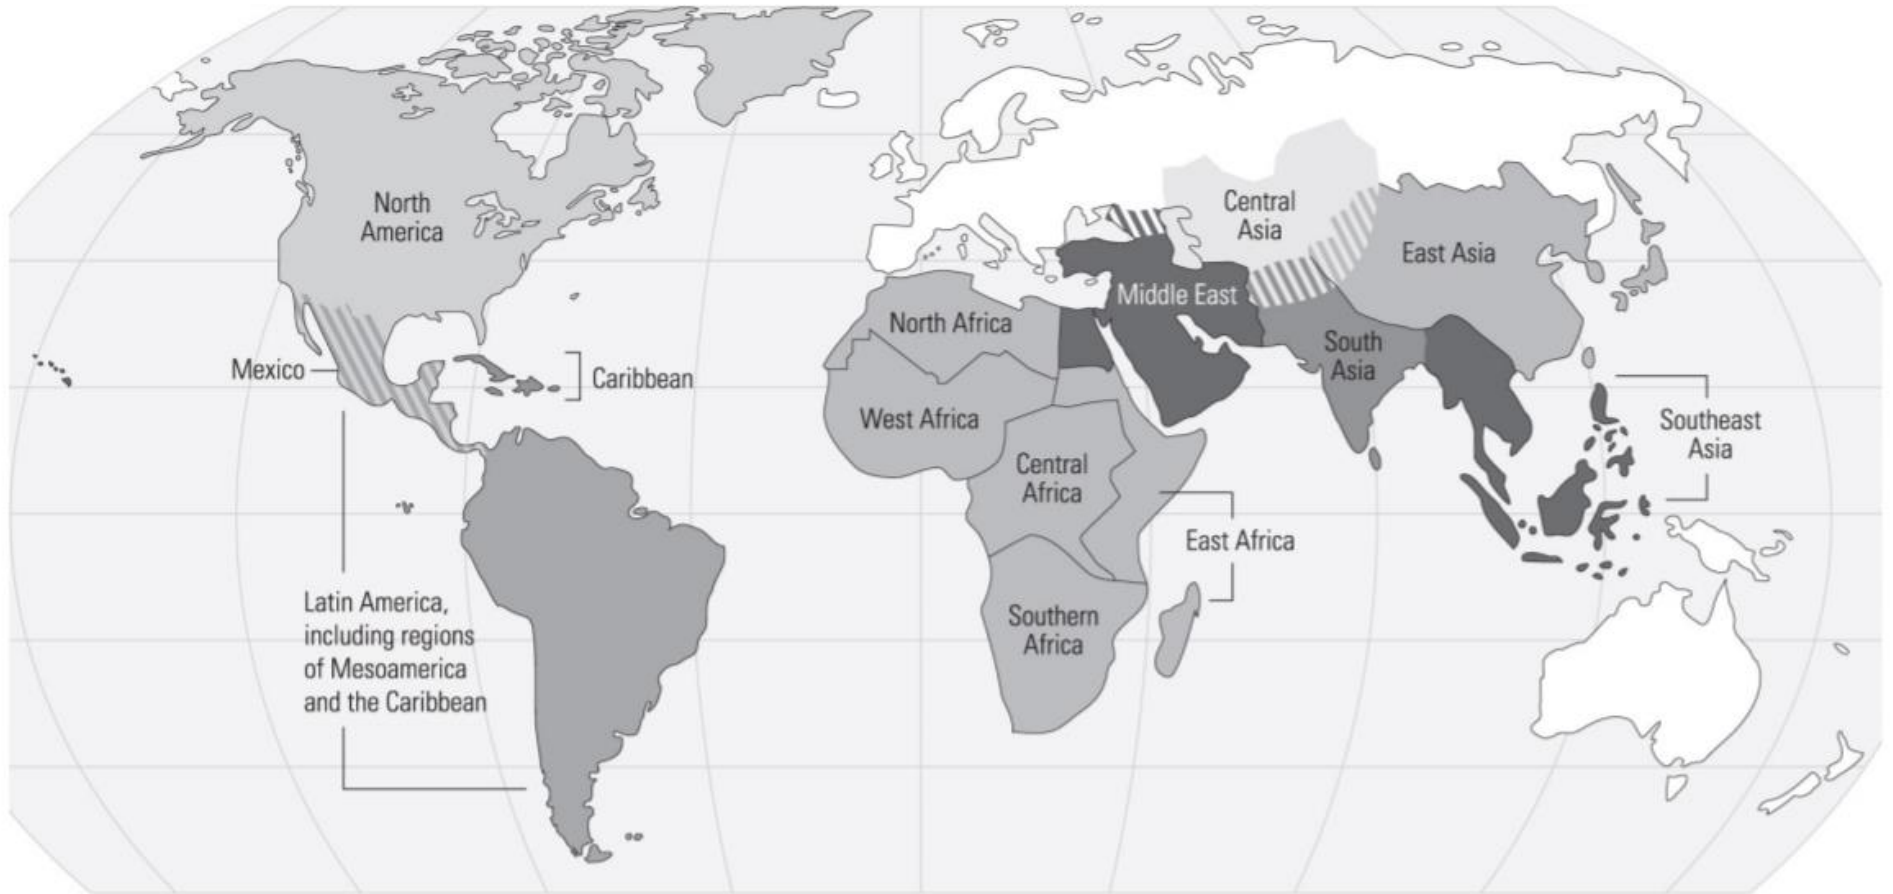 North
America
Central
Asia
East Asia
Middle East
North Africa
South
Asia
Mexico
Caribbean
West Africa
Southeast
Asia
Central
Africa
East Africa
Latin America,
including regions
of Mesoamerica
and the Caribbean
Southern
Africa